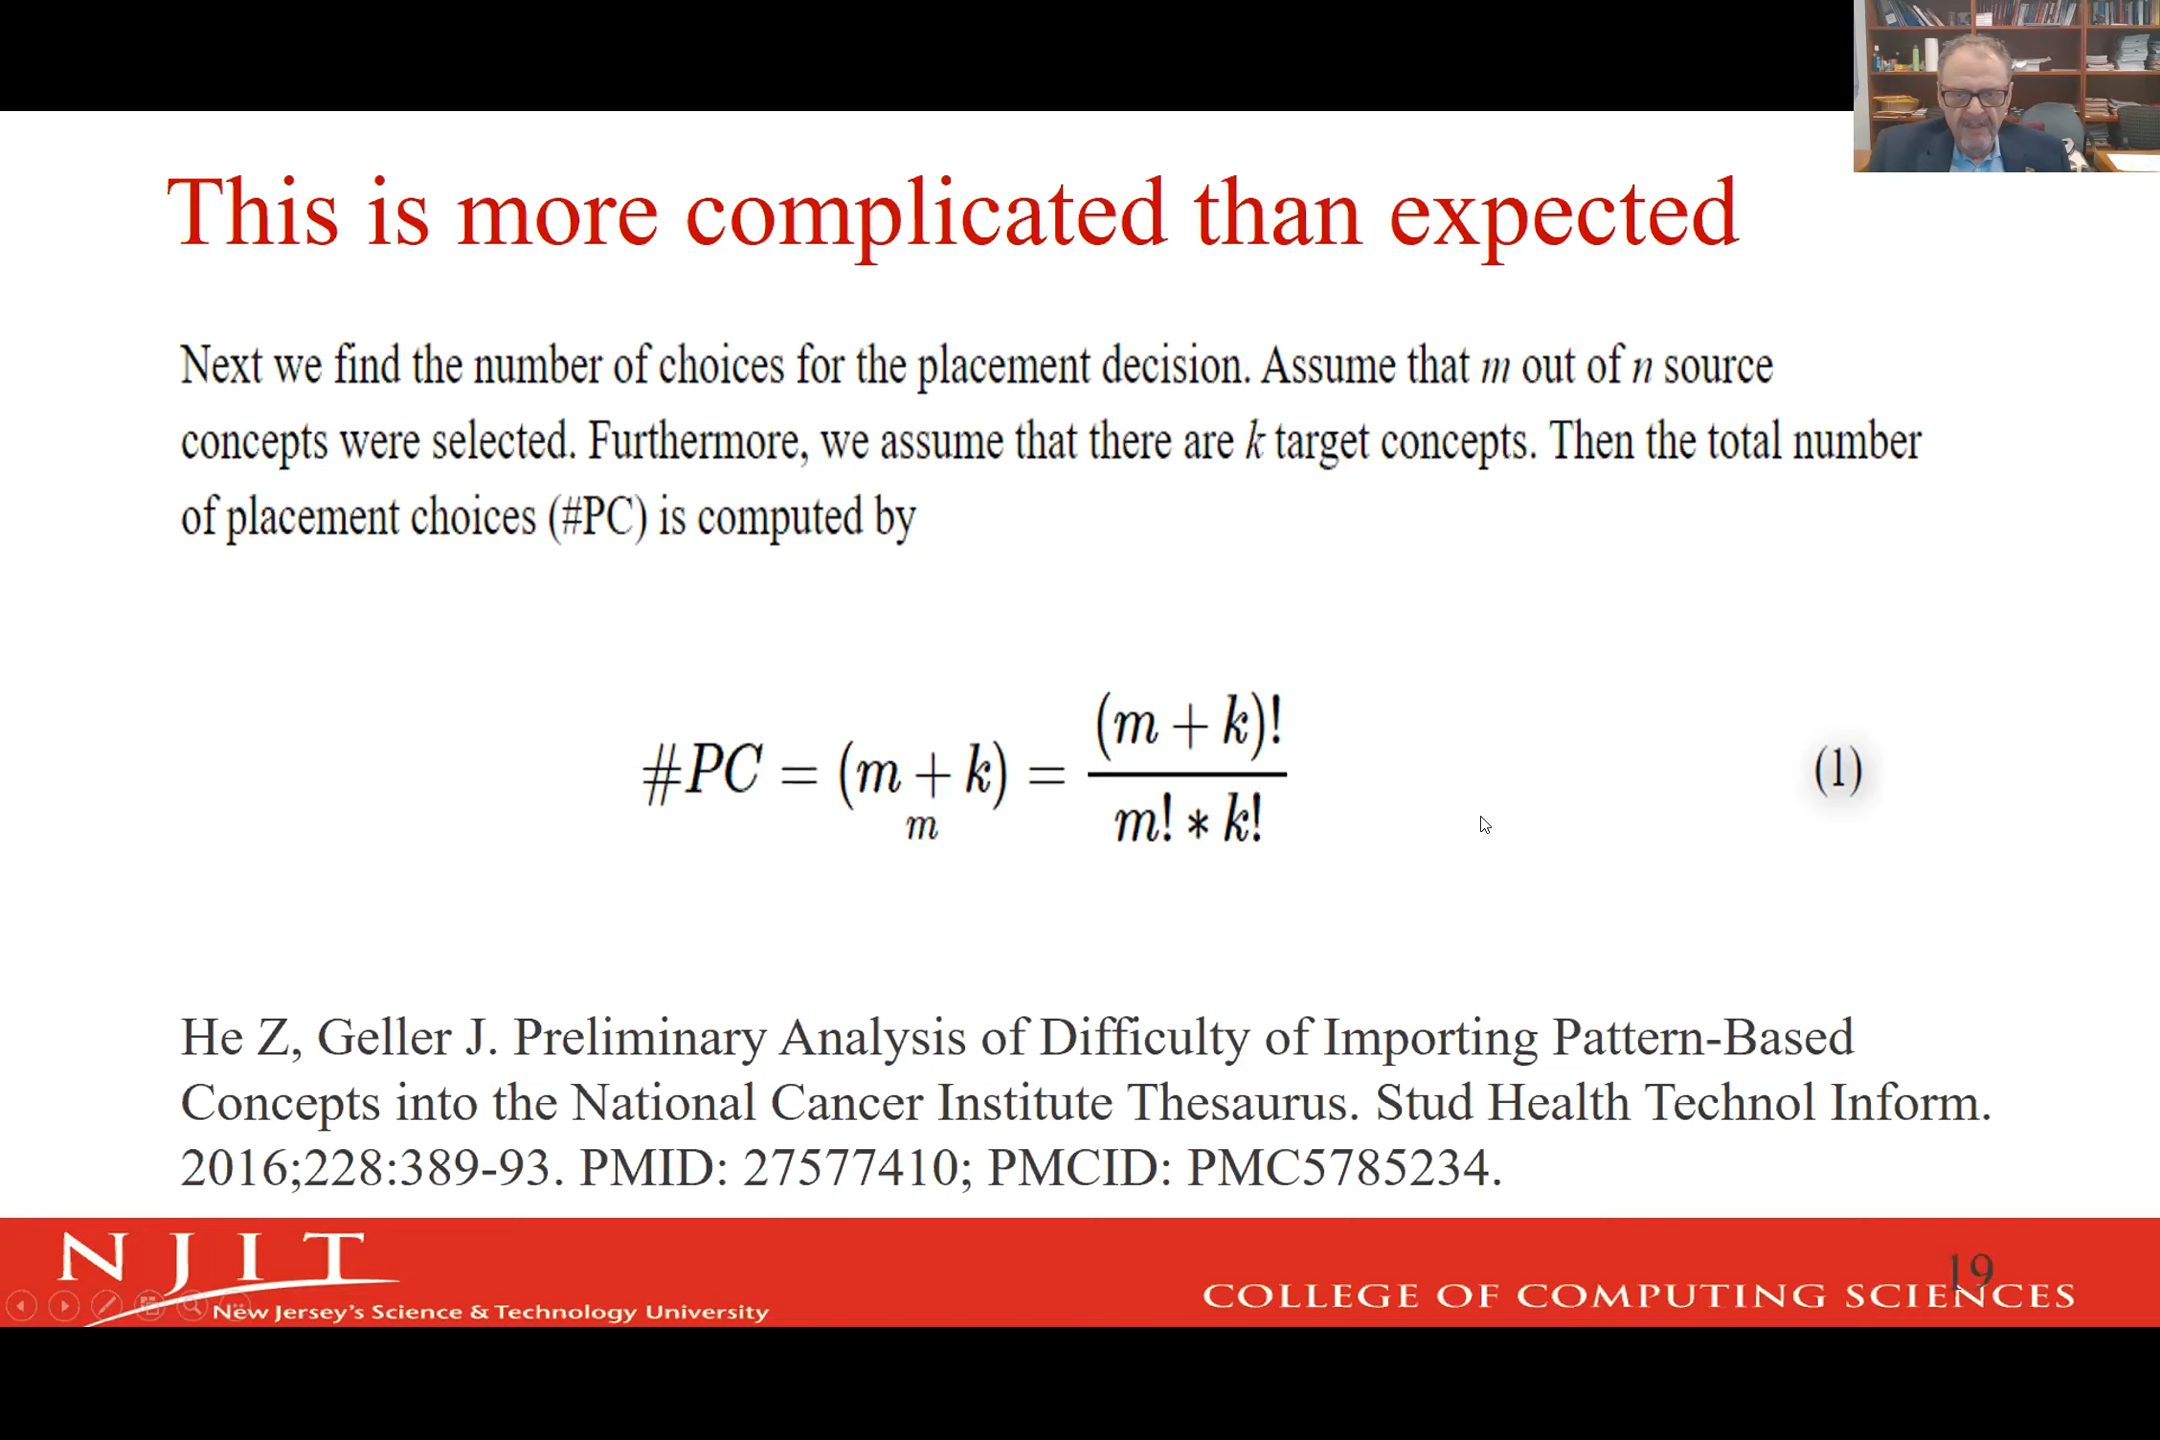 This is more complicated than expected
Next we find the number of choices for the placement decision. Assume that m out of n source
concepts were selected. Furthermore, we assume that there are k target concepts. Then the total number
of placement choices (#PC) is computed by
#PC = (m + k) = (m + k)! (1)
m m! * k!
He Z, Geller J. Preliminary Analysis of Difficulty of Importing Pattern-Based
Concepts into the National Cancer Institute Thesaurus. Stud Health Technol Inform.
2016;228:389-93. PMID: 27577410; PMCID: PMC5785234.
NJIT
New Jersey's Science & Technology University
19
COLLEGE OF COMPUTING SCIENCES